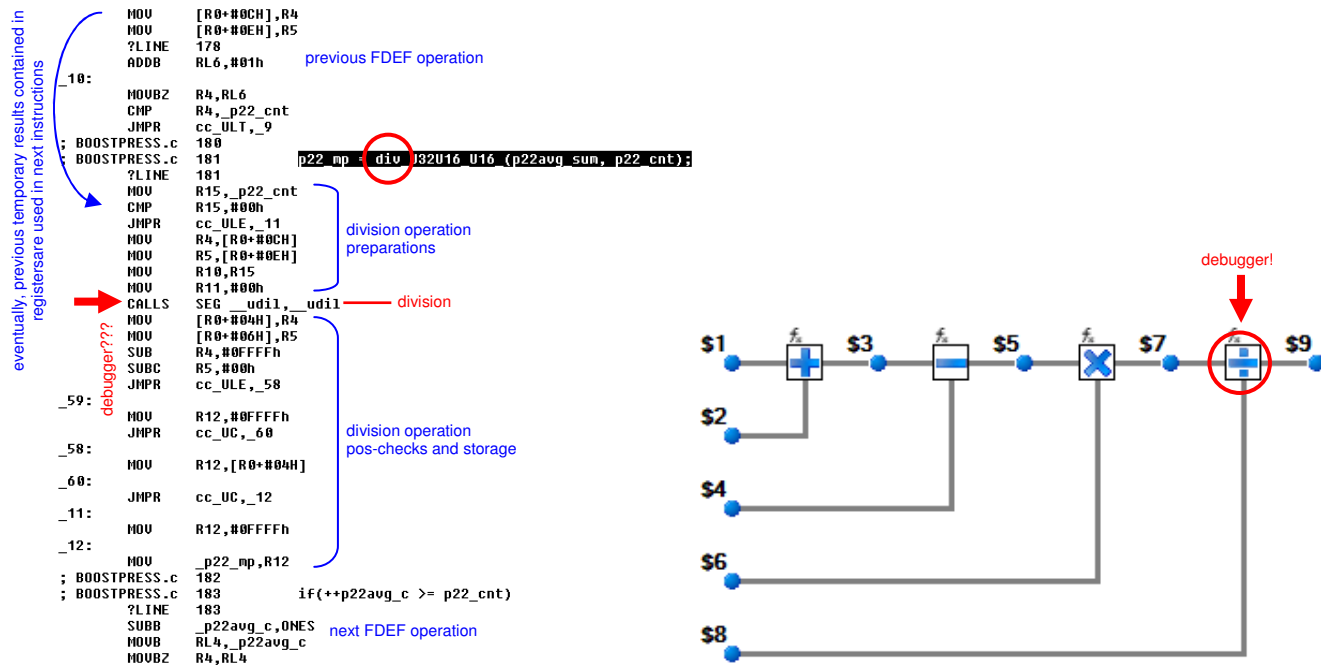 eventually, previous temporary results contained in
registersare used in next instructions
MOV [R0+#0CH],R4
MOV [R0+#0EH],R5
?LINE 178
ADDB RL6,#01h
previous FDEF operation
_10:
MOVBZ R4,RL6
CMP R4,_p22_cnt
JMPR cc_ULT,_9
; BOOSTPRESS.c 180
; BOOSTPRESS.c 181 p22_mp = div_U32U16_U16_(p22avg_sum, p22_cnt);
?LINE 181
MOV R15,_p22_cnt
CMP R15,#00h
JMPR cc_ULE,_11
MOV R4,[R0+#0CH]
MOV R5,[R0+#0EH]
MOV R10,R15
MOV R11,#00h
division operation
preparations
CALLS SEG __udil,__udil
division
debugger???
MOV [R0+#04H],R4
MOV [R0+#06H],R5
SUB R4,#0FFFFh
SUBC R5,#00h
JMPR cc_ULE,_58
_59:
MOV R12,#0FFFFh
JMPR cc_UC,_60
_58:
MOV R12,[R0+#04H]
_60:
JMPR cc_UC,_12
_11:
MOV R12,#0FFFFh
_12:
MOV _p22_mp,R12
division operation
pos-checks and storage
; BOOSTPRESS.c 182
; BOOSTPRESS.c 183 if(++p22avg_c >= p22_cnt)
?LINE 183
SUBB _p22avg_c,ONES
MOVB RL4,_p22avg_c
MOVBZ R4,RL4
next FDEF operation
debugger!
fx fx fx fx
$1 $3 $5 $7 $9
$2
$4
$6
$8